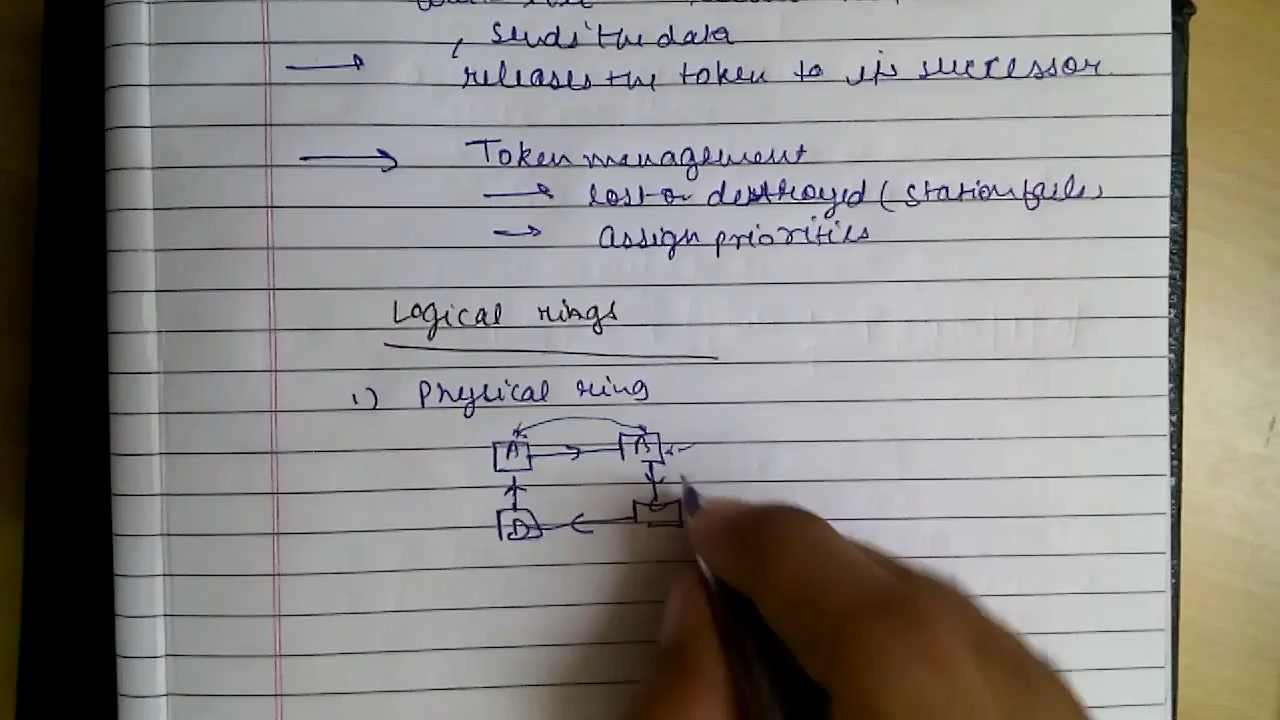 sends the data
releases the token to its successor
Token management
lost or destroyed (station fails)
Assign priorities
Logical rings
1) Physical ring
A B
D